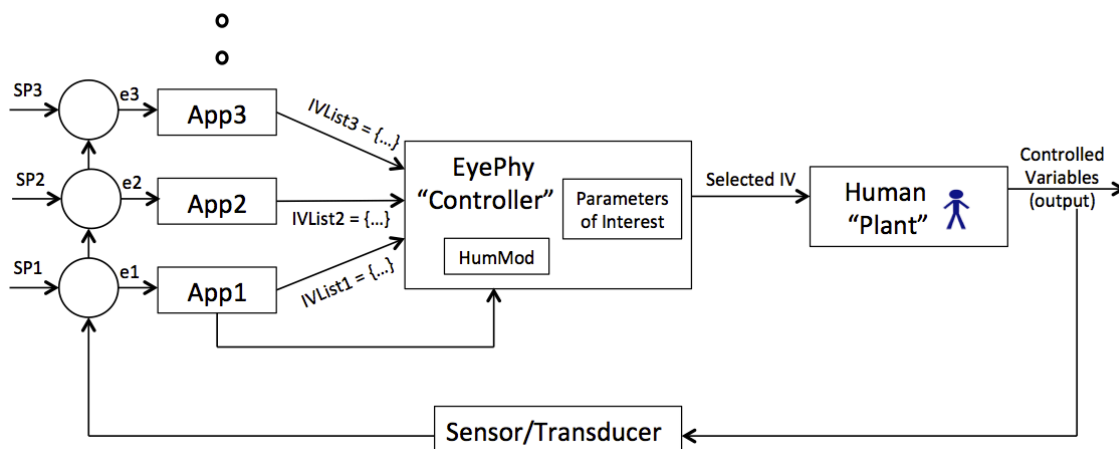 SP3
e3
App3
IVList3 = {...}
SP2
e2
App2
IVList2 = {...}
SP1
e1
App1
IVList1 = {...}
EyePhy
“Controller”
Parameters
of Interest
HumMod
Selected IV
Human
“Plant”
Controlled
Variables
(output)
Sensor/Transducer